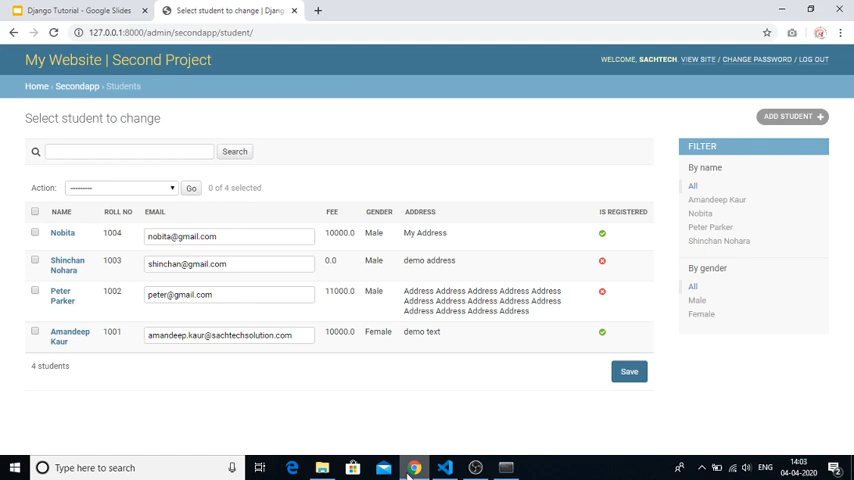 Django Tutorial - Google Slides
Select student to change | Djang
127.0.0.1:8000/admin/secondapp/student/
My Website | Second Project
WELCOME, SACHTECH. VIEW SITE / CHANGE PASSWORD / LOG OUT
Home › Secondapp › Students
Select student to change
ADD STUDENT +
Search
Action: --------- Go 0 of 4 selected
NAME ROLL NO EMAIL FEE GENDER ADDRESS IS REGISTERED
Nobita 1004 nobita@gmail.com 10000.0 Male My Address
Shinchan Nohara 1003 shinchan@gmail.com 0.0 Male demo address
Peter Parker 1002 peter@gmail.com 11000.0 Male Address Address Address Address Address
Address Address Address Address Address
Address Address Address Address
Amandeep Kaur 1001 amandeep.kaur@sachtechsolution.com 10000.0 Female demo text
4 students
Save
FILTER
By name
All
Amandeep Kaur
Nobita
Peter Parker
Shinchan Nohara
By gender
All
Male
Female
Type here to search
ENG
14:03
04-04-2020
2